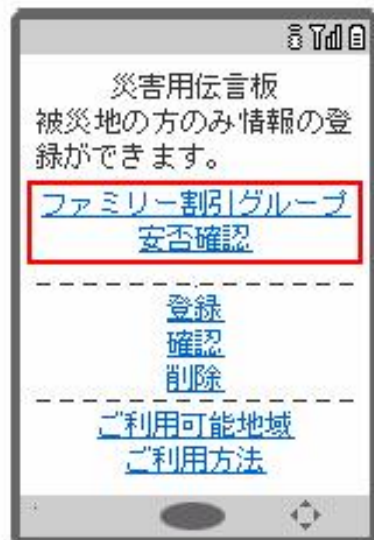 災害用伝言板
被災地の方のみ情報の登
録ができます。
ファミリー割引グループ
安否確認
登録
確認
削除
ご利用可能地域
ご利用方法